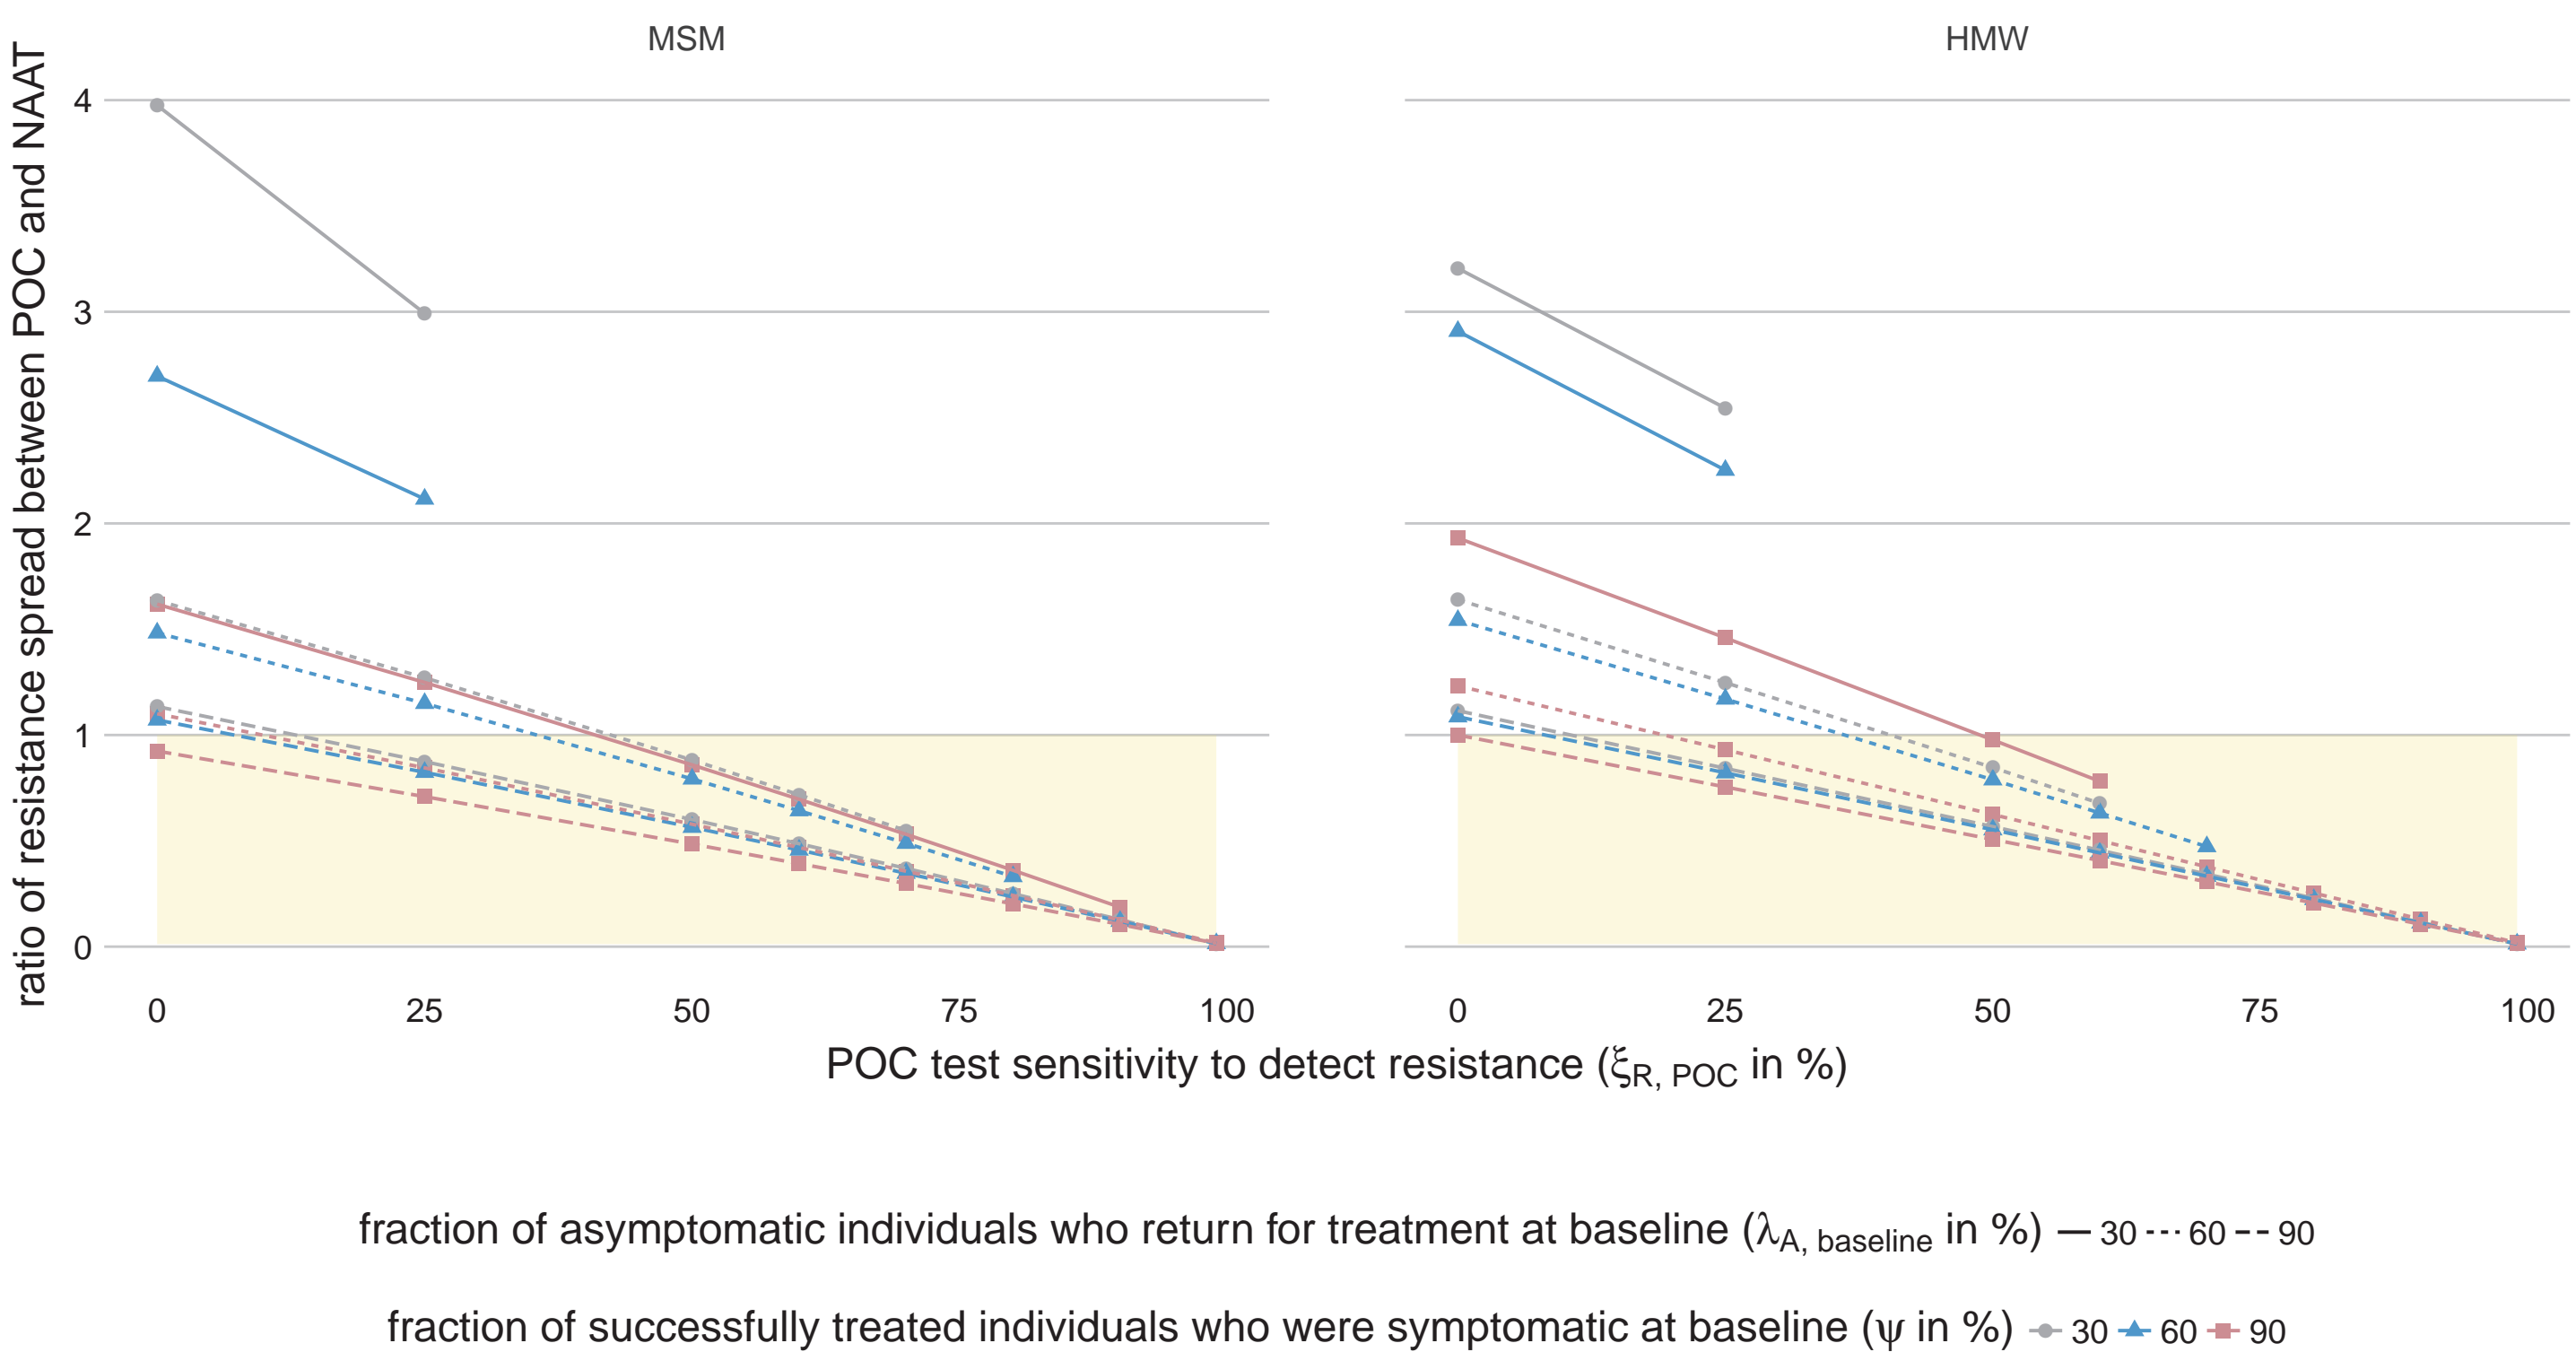 MSM
HMW
ratio of resistance spread between POC and NAAT
4
3
2
1
0
0 25 50 75 100
0 25 50 75 100
POC test sensitivity to detect resistance (ξR, POC in %)
fraction of asymptomatic individuals who return for treatment at baseline (λA, baseline in %) 30 60 90
fraction of successfully treated individuals who were symptomatic at baseline (ψ in %) 30 60 90